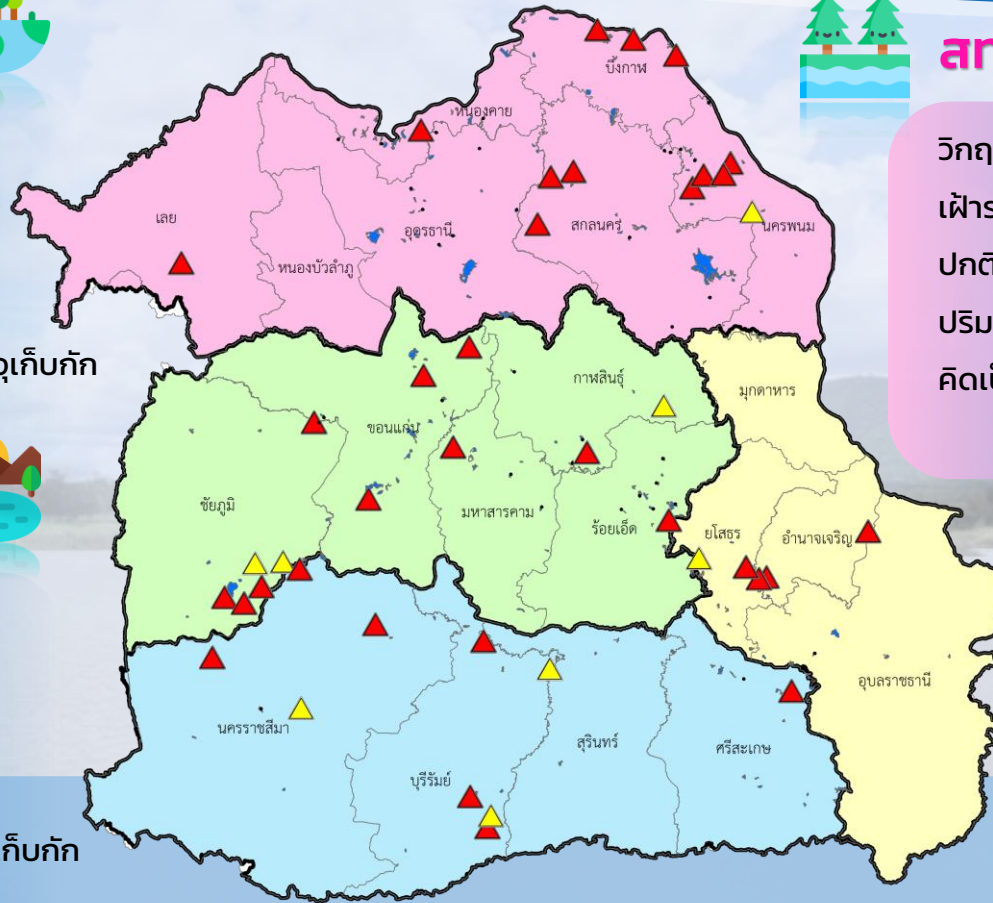 บึงกาฬ
หนองคาย
เลย
อุดรธานี
สกลนคร
นครพนม
หนองบัวลำภู
วิกฤ
เฝ้าร
ปกติ
ปริม
คิดเป็
ุเก็บกัก
กาฬสินธุ์
มุกดาหาร
ขอนแก่น
ชัยภูมิ
มหาสารคาม
ร้อยเอ็ด
ยโสธร
อำนาจเจริญ
อุบลราชธานี
นครราชสีมา
สุรินทร์
ศรีสะเกษ
บุรีรัมย์
ก็บกัก